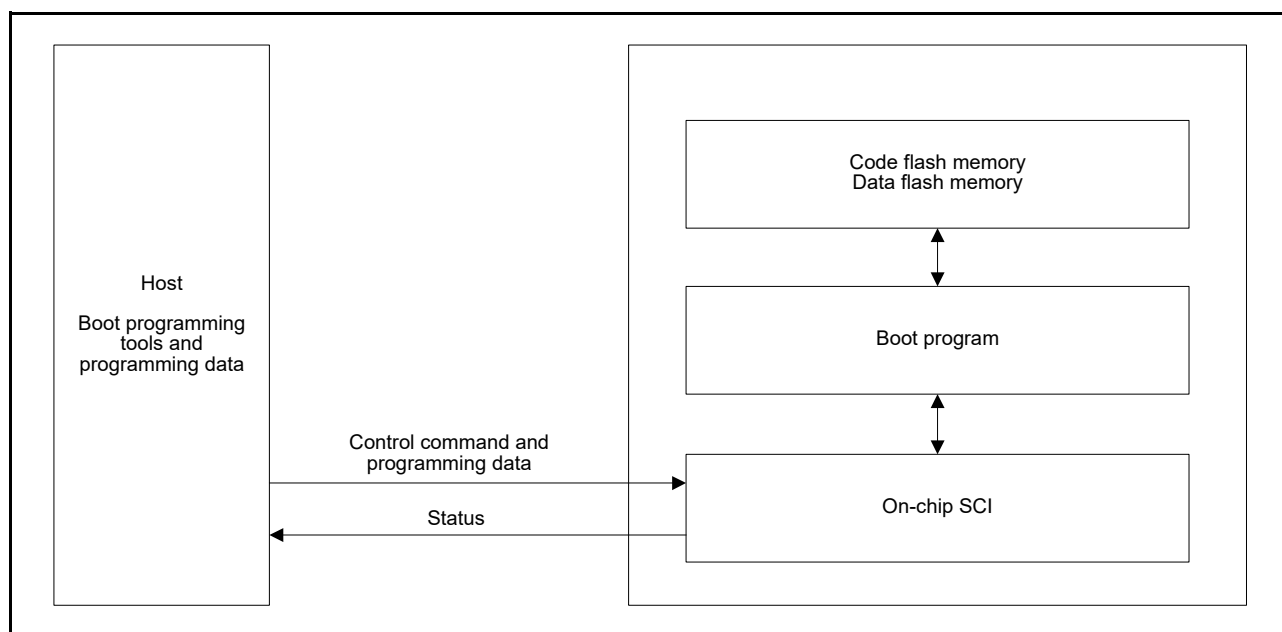 Host
Boot programming
tools and
programming data
Control command and
programming data
Status
Code flash memory
Data flash memory
Boot program
On-chip SCI